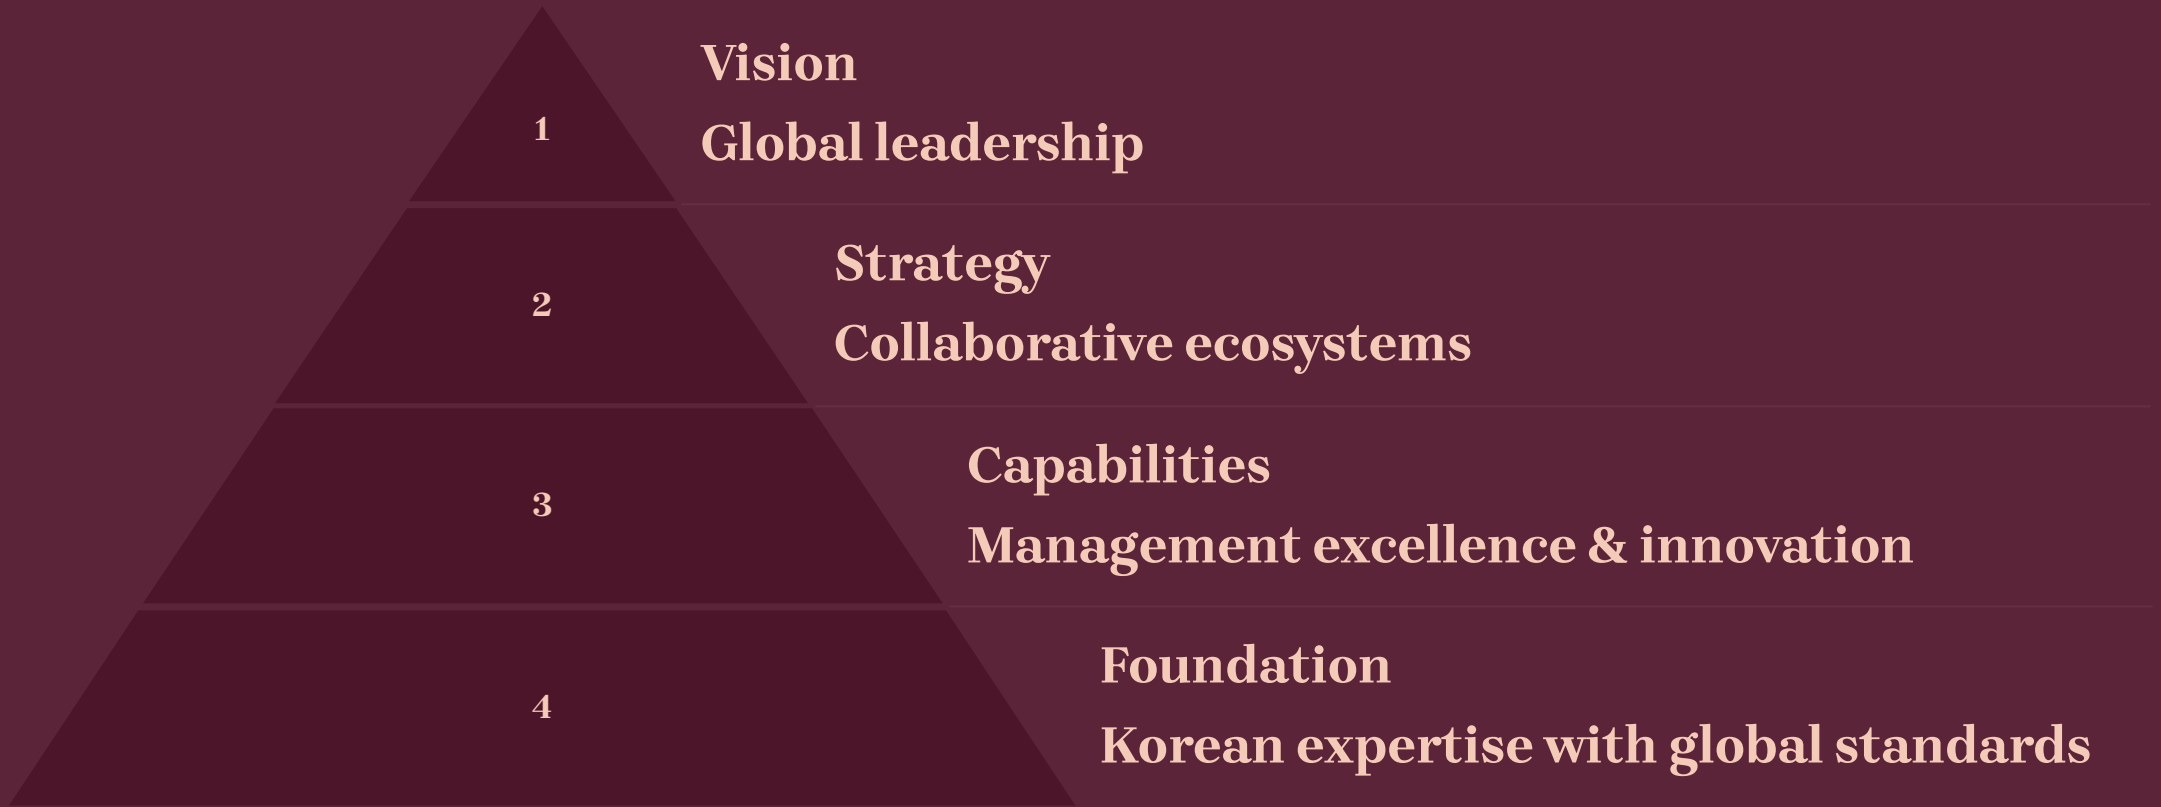 1
Vision
Global leadership
2
Strategy
Collaborative ecosystems
3
Capabilities
Management excellence & innovation
4
Foundation
Korean expertise with global standards